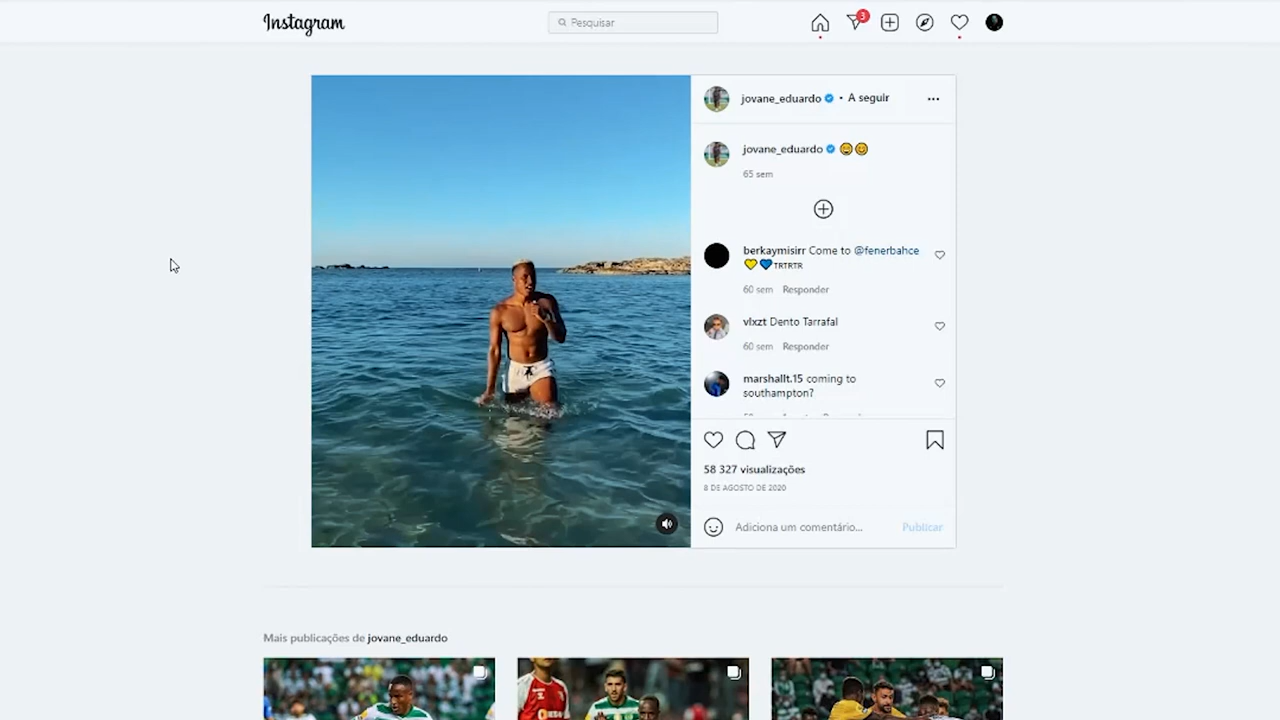 Instagram
Pesquisar
3
jovane_eduardo • A seguir
jovane_eduardo
65 sem
berkaymisirr Come to @fenerbahce
TRTRTR
60 sem Responder
vlxzt Dento Tarrafal
60 sem Responder
marshallt.15 coming to
southampton?
58 327 visualizações
8 DE AGOSTO DE 2020
Adiciona um comentário... Publicar
Mais publicações de jovane_eduardo